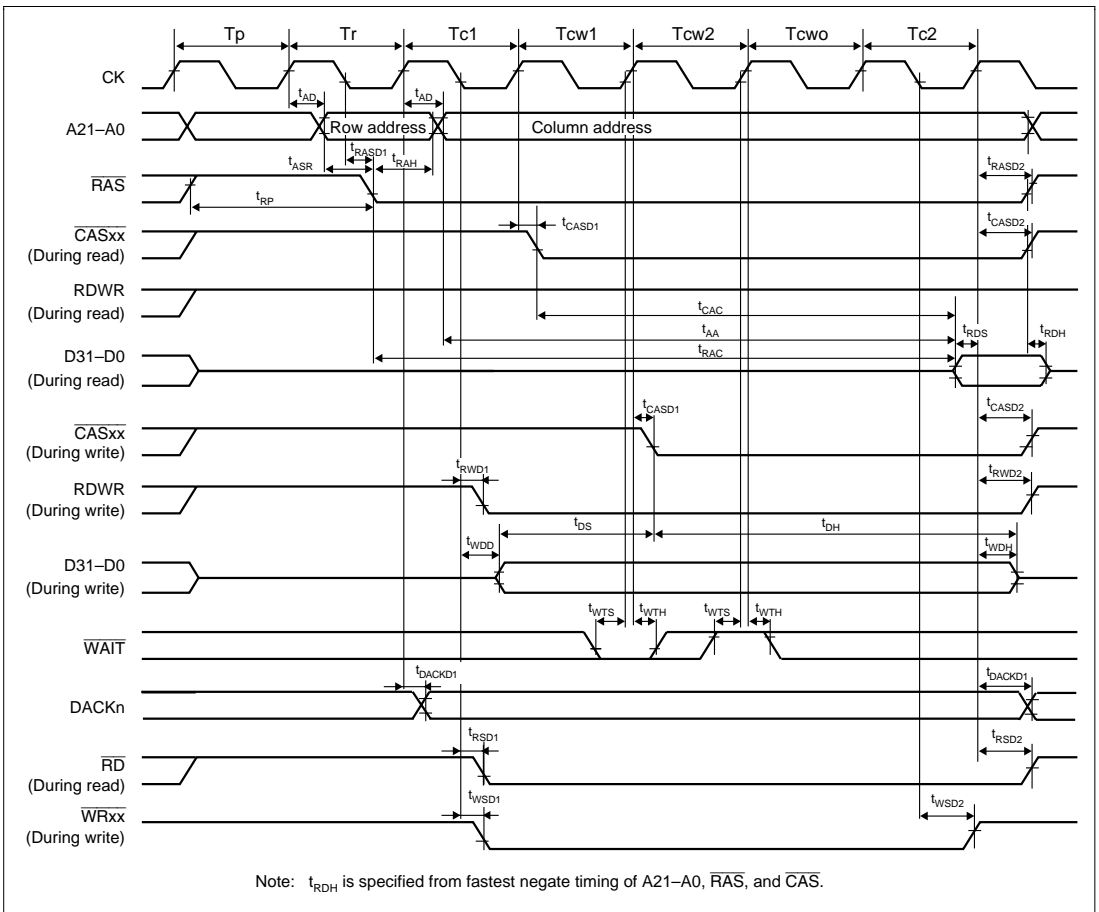 Tp Tr Tc1 Tcw1 Tcw2 Tcwo Tc2
CK
tAD tAD
A21–A0 Row address Column address
tRASD1
tASR tRAH tRASD2
RAS
tRP
CASxx tCASD1 tCASD2
(During read)
RDWR
(During read)
tCAC
tAA
tRDS tRDH
tRAC
D31–D0
(During read)
tCASD1 tCASD2
CASxx
(During write)
tRWD1 tRWD2
RDWR
(During write)
tDS tDH
tWDD tWDH
D31–D0
(During write)
tWTS tWTH tWTS tWTH
WAIT
tDACKD1 tDACKD1
DACKn
tRSD1 tRSD2
RD
(During read)
tWSD1 tWSD2
WRxx
(During write)
Note: tRDH is specified from fastest negate timing of A21–A0, RAS, and CAS.